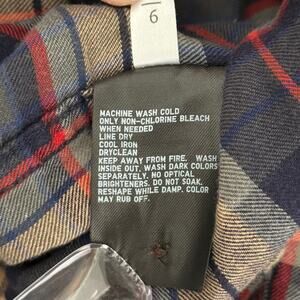 6
MACHINE WASH COLD
ONLY NON-CHLORINE BLEACH
WHEN NEEDED
LINE DRY
COOL IRON
DRYCLEAN
KEEP AWAY FROM FIRE. WASH
INSIDE OUT, WASH DARK COLORS
SEPARATELY. NO OPTICAL
BRIGHTENERS. DO NOT SOAK.
RESHAPE WHILE DAMP. COLOR
MAY RUB OFF.